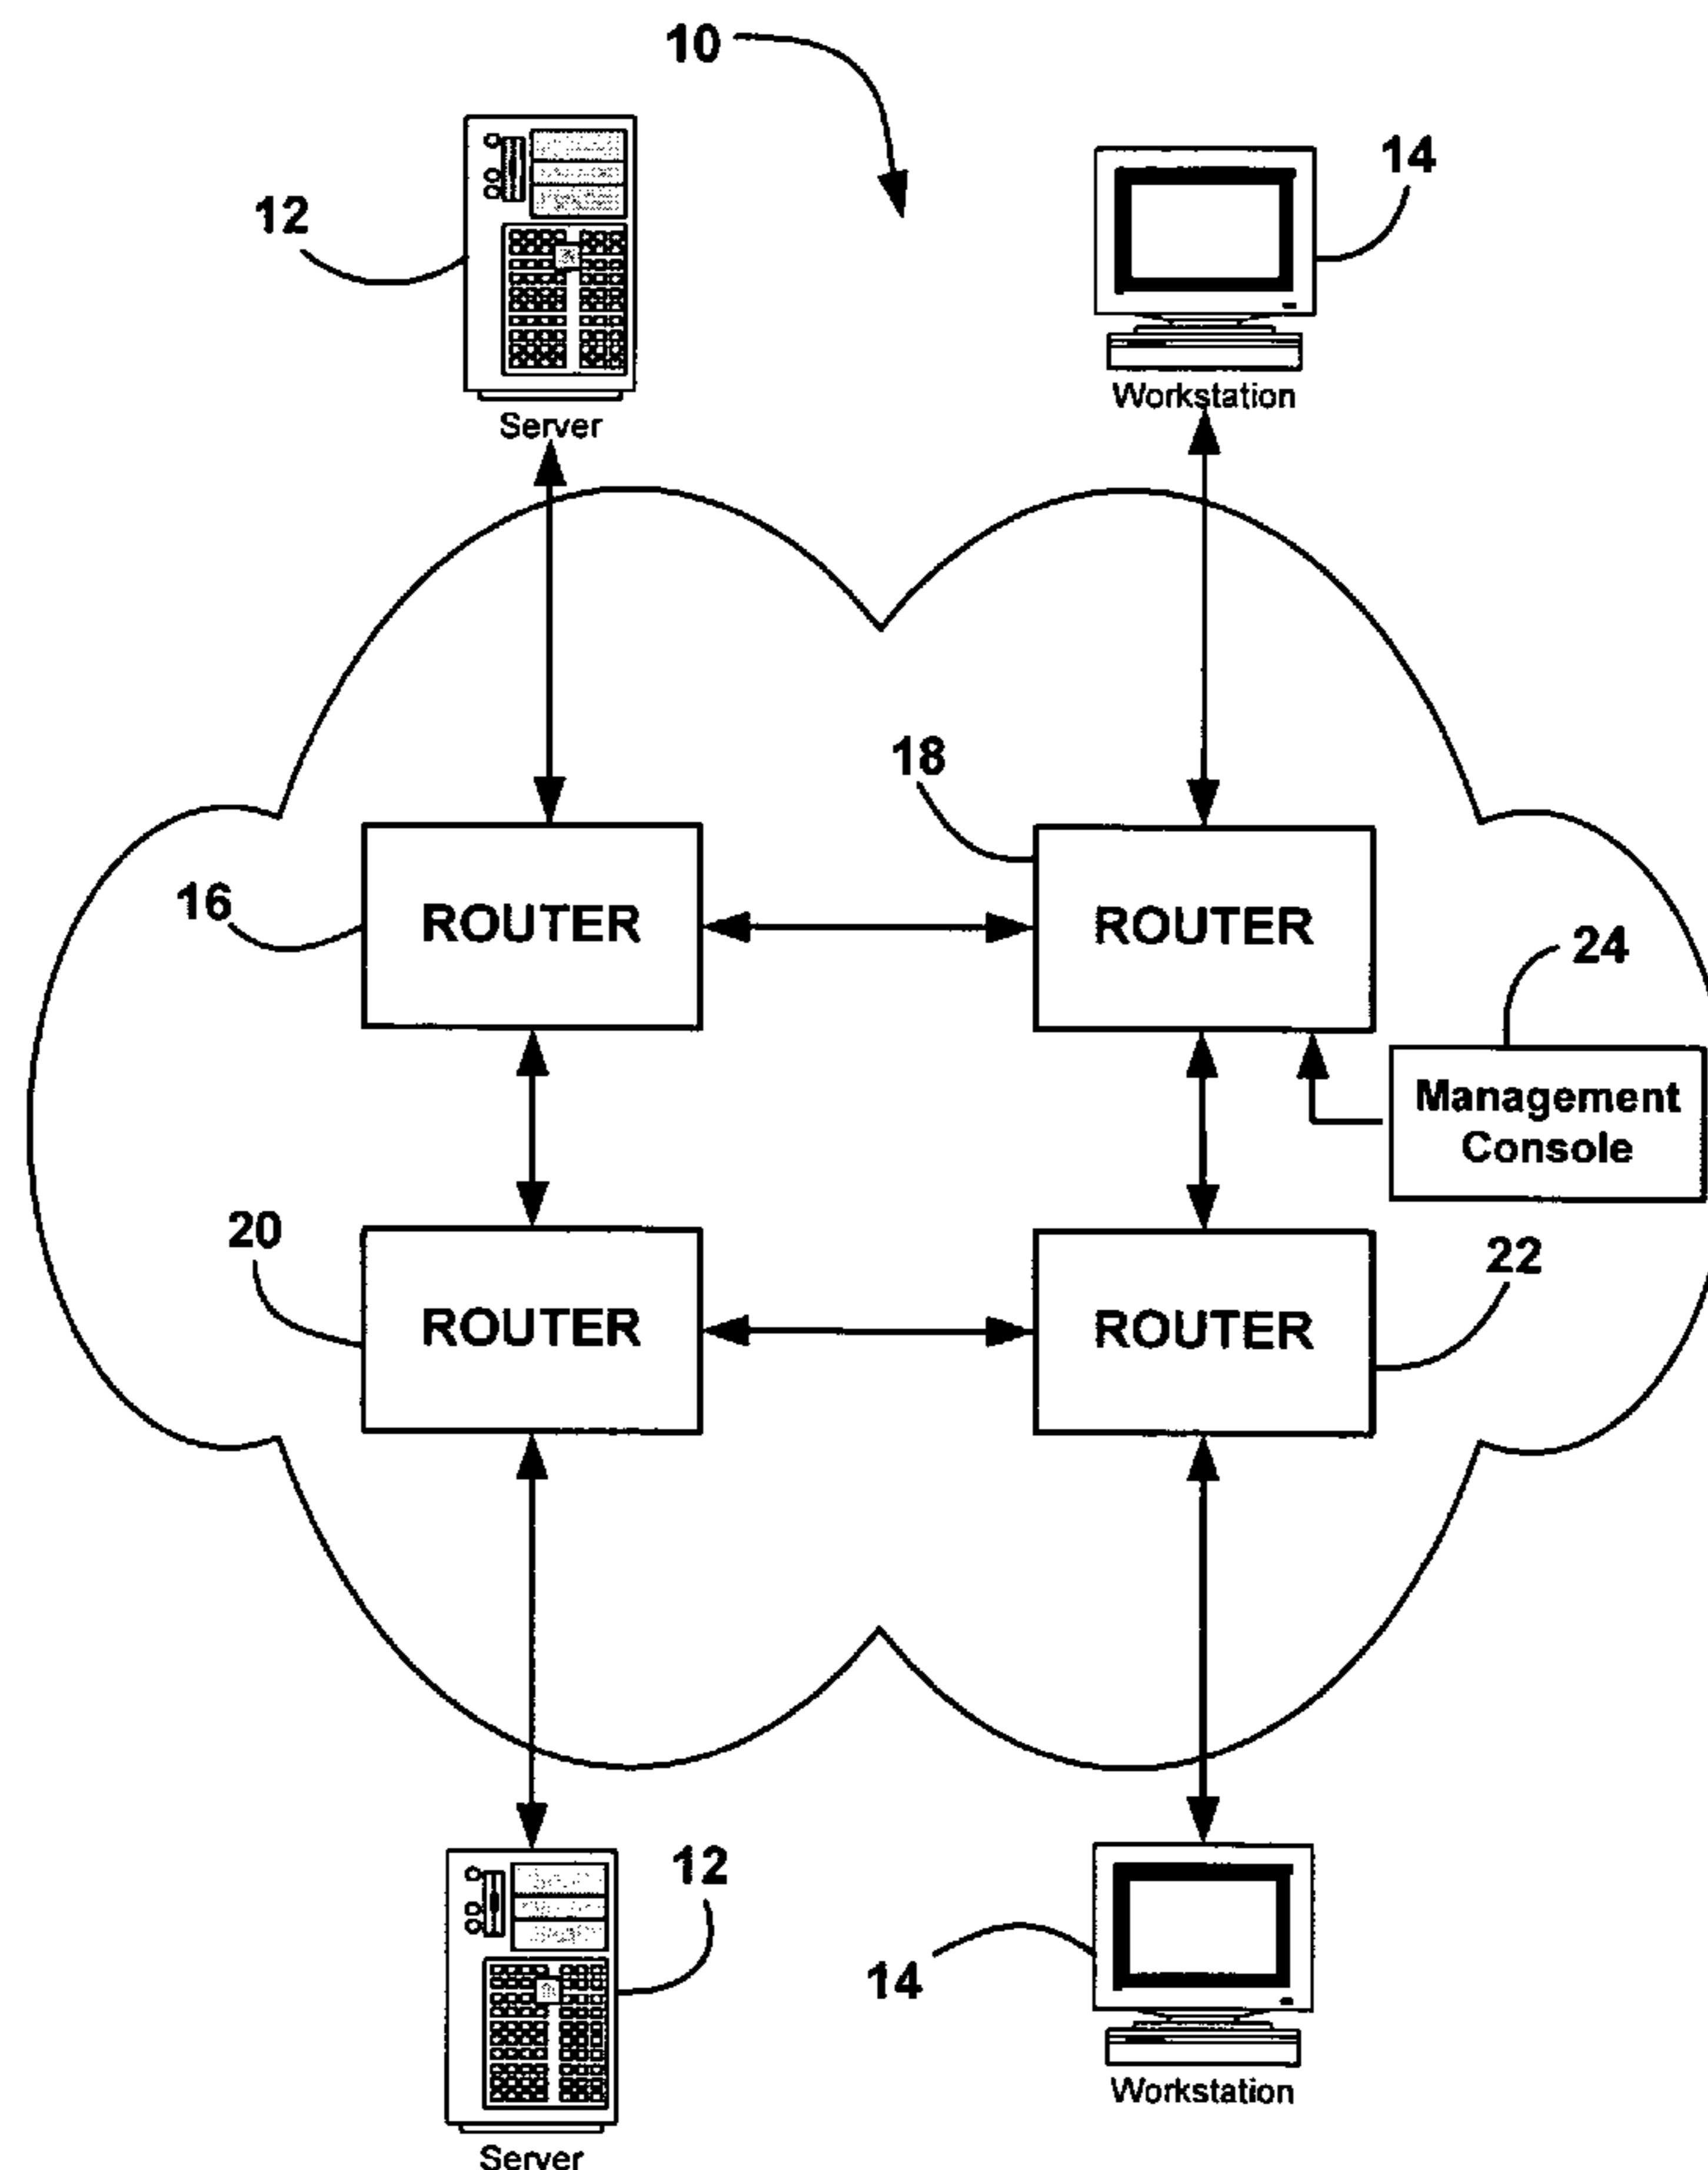 10
14
12
Workstation
Server
18
16
ROUTER
ROUTER
24
Management
Console
20
22
ROUTER
ROUTER
12
14
Workstation
Server